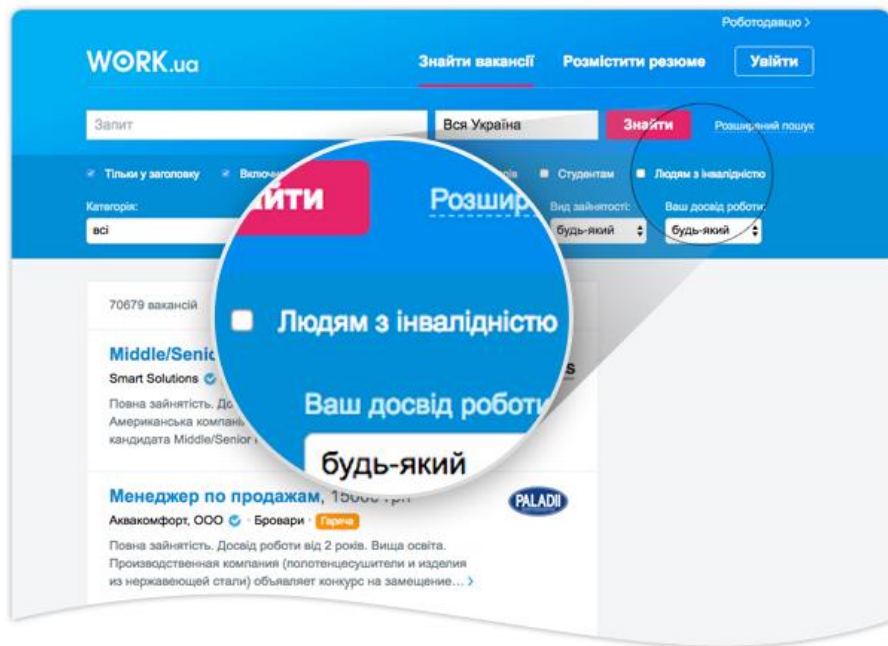 Роботодавцю >
WORK.ua
Знайти вакансії Розмістити резюме Увійти
Запит Вся Україна Знайти Розширений пошук
Тільки у заголовку Студентам Людям з інвалідністю
Категорія: Вид зайнятості: Ваш досвід роботи:
всі будь-який будь-який
айти Розшир
Людям з інвалідністю
Ваш досвід роботи
будь-який
70679 вакансій
Middle/Senio
Smart Solutions
Повна зайнятість. До
Американська компані
кандидата Middle/Senior
Менеджер по продажам, 15000 грн
PALADII
Аквакомфорт, ООО · Бровари · Гаряча
Повна зайнятість. Досвід роботи від 2 років. Вища освіта.
Производственная компания (полотенцесушители и изделия
из нержавеющей стали) объявляет конкурс на замещение... >